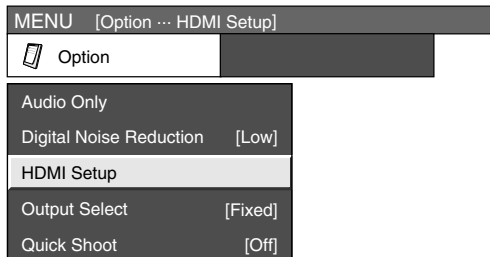 MENU [Option ··· HDMI Setup]
Option
Audio Only
Digital Noise Reduction [Low]
HDMI Setup
Output Select [Fixed]
Quick Shoot [Off]